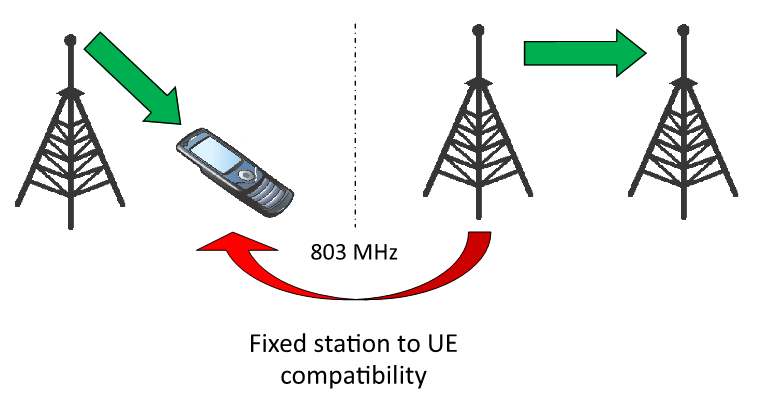 803 MHz
Fixed station to UE
compatibility